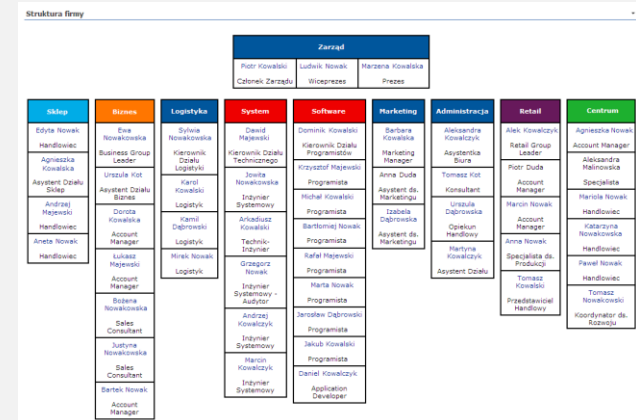 Struktura firmy
Zarząd
Piotr Kowalski
Członek Zarządu
Ludwik Nowak
Wiceprezes
Marzena Kowalska
Prezes
Sklep
Edyta Nowak
Handlowiec
Agnieszka
Kowalska
Asystent Działu
Sklep
Andrzej
Majewski
Handlowiec
Aneta Nowak
Handlowiec
Biznes
Ewa
Nowakowska
Business Group
Leader
Urszula Kot
Asystent Działu
Biznes
Dorota
Kowalska
Account
Manager
Łukasz
Majewski
Account
Manager
Bożena
Nowakowska
Sales
Consultant
Justyna
Nowakowska
Sales
Consultant
Bartek Nowak
Account
Manager
Logistyka
Sylwia
Nowakowska
Kierownik
Działu
Logistyki
Karol
Kowalski
Logistyk
Kamil
Dąbrowski
Logistyk
Mirek Nowak
Logistyk
System
Dawid
Majewski
Kierownik Działu
Technicznego
Jowita
Nowakowska
Inżynier
Systemowy
Arkadiusz
Kowalski
Technik-
Inżynier
Grzegorz
Nowak
Inżynier
Systemowy -
Audytor
Andrzej
Kowalczyk
Inżynier
Systemowy
Marcin
Kowalczyk
Inżynier
Systemowy
Software
Dominik Kowalski
Kierownik Działu
Programistów
Krzysztof Majewski
Programista
Michał Kowalski
Programista
Bartłomiej Nowak
Programista
Rafał Majewski
Programista
Marta Nowak
Programista
Jarosław Dąbrowski
Programista
Jakub Kowalski
Programista
Daniel Kowalczyk
Application
Developer
Marketing
Barbara
Kowalska
Marketing
Manager
Anna Duda
Asystent ds.
Marketingu
Izabela
Dąbrowska
Asystent ds.
Marketingu
Administracja
Aleksandra
Kowalczyk
Asystentka
Biura
Tomasz Kot
Konsultant
Urszula
Dąbrowska
Opiekun
Handlowy
Martyna
Kowalczyk
Asystent Działu
Retail
Alek Kowalczyk
Retail Group
Leader
Piotr Duda
Account
Manager
Marcin Nowak
Account
Manager
Anna Nowak
Specjalista ds.
Produkcji
Tomasz
Kowalski
Przedstawiciel
Handlowy
Centrum
Agnieszka Nowak
Account Manager
Aleksandra
Malinowska
Specjalista
Mariola Nowak
Handlowiec
Katarzyna
Nowakowska
Handlowiec
Paweł Nowak
Handlowiec
Tomasz
Nowakowski
Koordynator ds.
Rozwoju